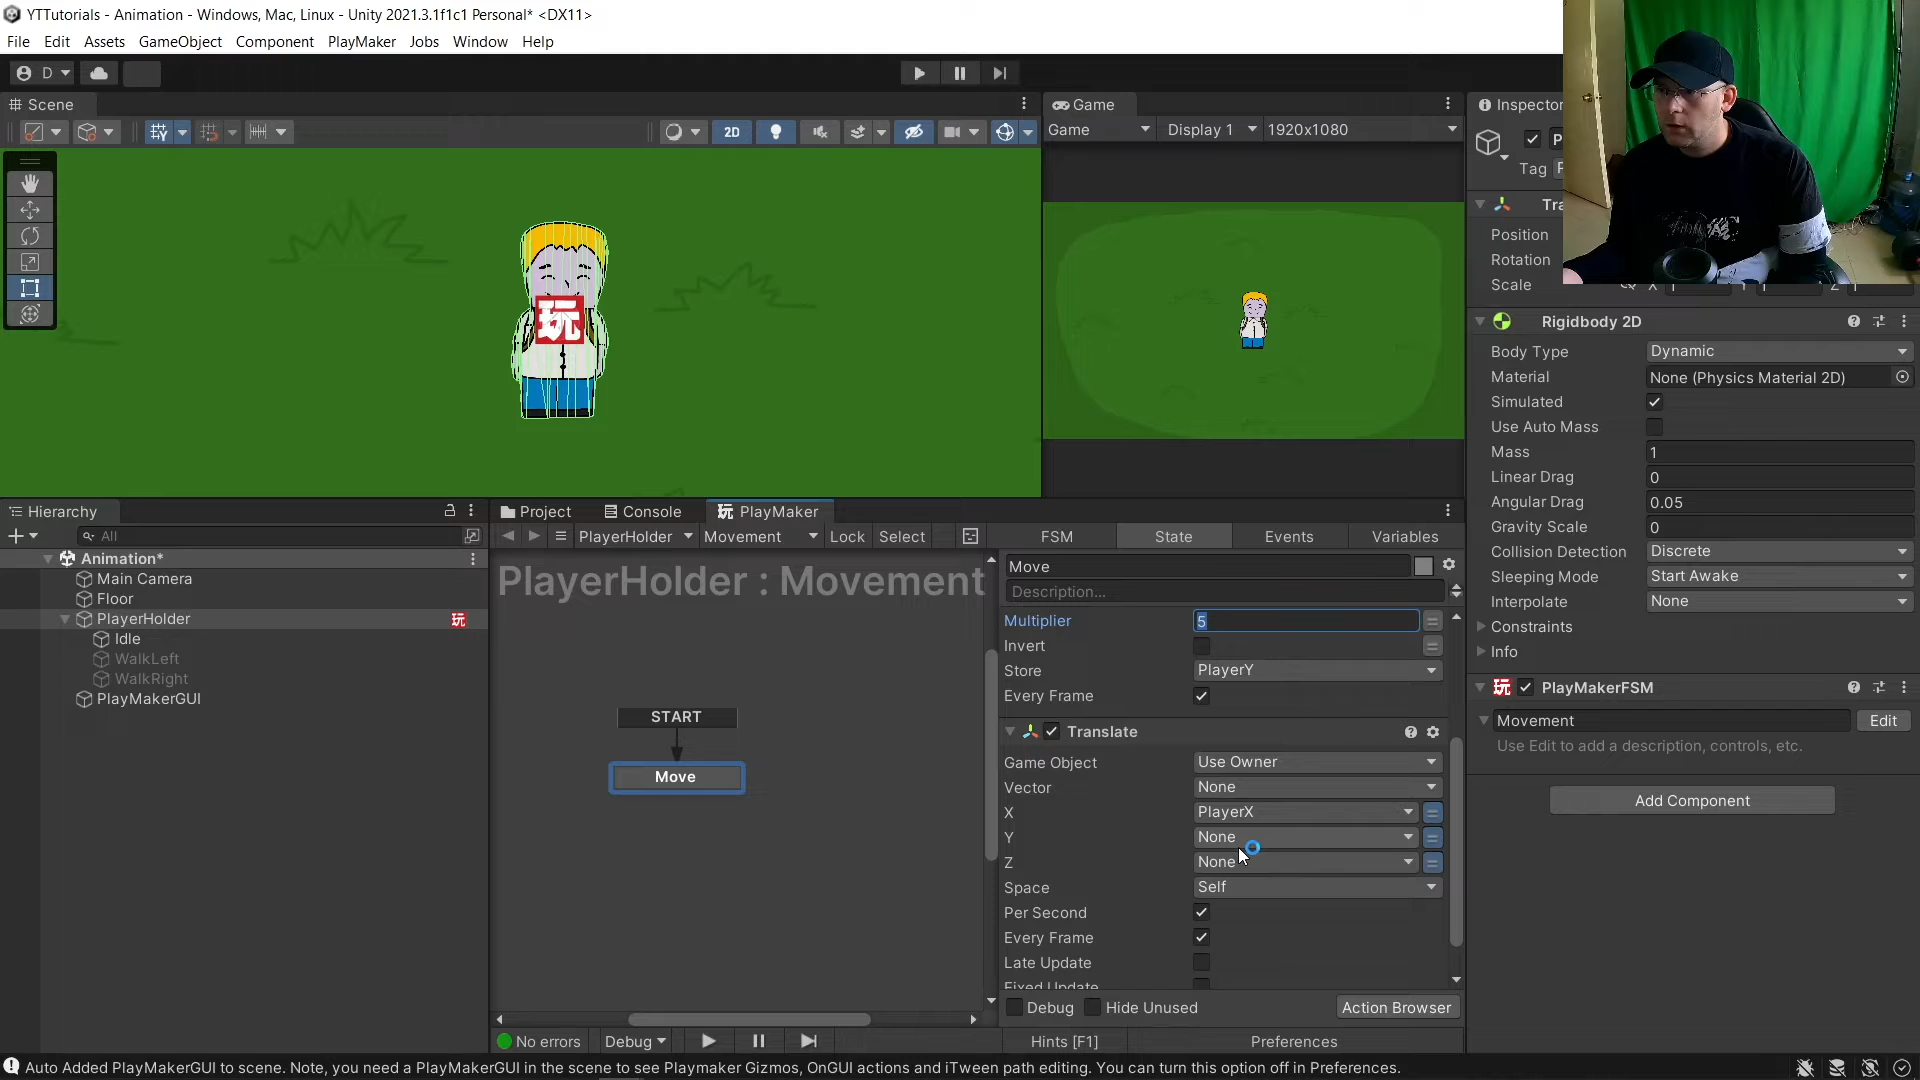 YTTutorials - Animation - Windows, Mac, Linux - Unity 2021.3.1f1c1 Personal* <DX11>
File Edit Assets GameObject Component PlayMaker Jobs Window Help
D
Scene
Game
Inspector
2D
Game Display 1 1920x1080
Tag
Position
Rotation
Scale X 1 Y 1 Z 1
玩
Rigidbody 2D
Body Type Dynamic
Material None (Physics Material 2D)
Simulated
Use Auto Mass
Mass 1
Linear Drag 0
Angular Drag 0.05
Gravity Scale 0
Collision Detection Discrete
Sleeping Mode Start Awake
Interpolate None
Constraints
Info
玩 PlayMakerFSM
Movement Edit
Use Edit to add a description, controls, etc.
Add Component
Hierarchy
All
Animation*
Main Camera
Floor
PlayerHolder 玩
Idle
WalkLeft
WalkRight
PlayMakerGUI
Project Console 玩 PlayMaker
PlayerHolder Movement Lock Select
FSM State Events Variables
PlayerHolder : Movement
START
Move
Move
Description...
Multiplier 5
Invert
Store PlayerY
Every Frame
Translate
Game Object Use Owner
Vector None
X PlayerX
Y None
Z None
Space Self
Per Second
Every Frame
Late Update
Fixed Update
Debug Hide Unused Action Browser
No errors Debug Hints [F1] Preferences
Auto Added PlayMakerGUI to scene. Note, you need a PlayMakerGUI in the scene to see Playmaker Gizmos, OnGUI actions and iTween path editing. You can turn this option off in Preferences.